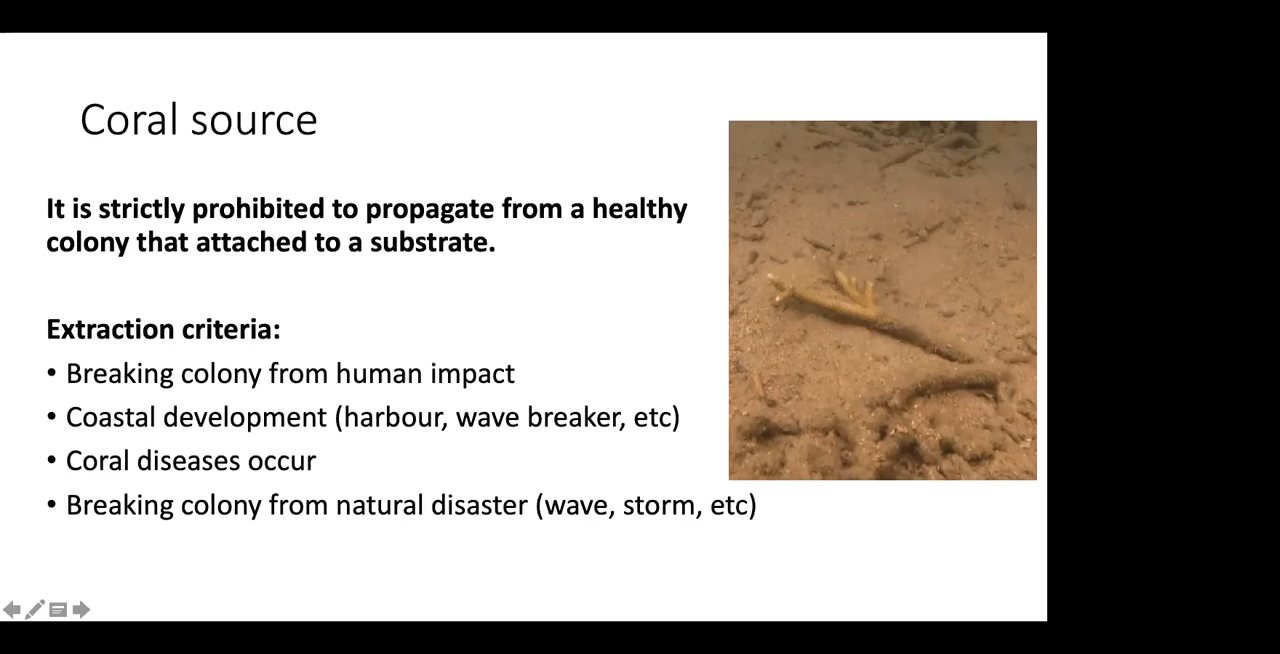 Coral source
It is strictly prohibited to propagate from a healthy
colony that attached to a substrate.
Extraction criteria:
• Breaking colony from human impact
• Coastal development (harbour, wave breaker, etc)
• Coral diseases occur
• Breaking colony from natural disaster (wave, storm, etc)